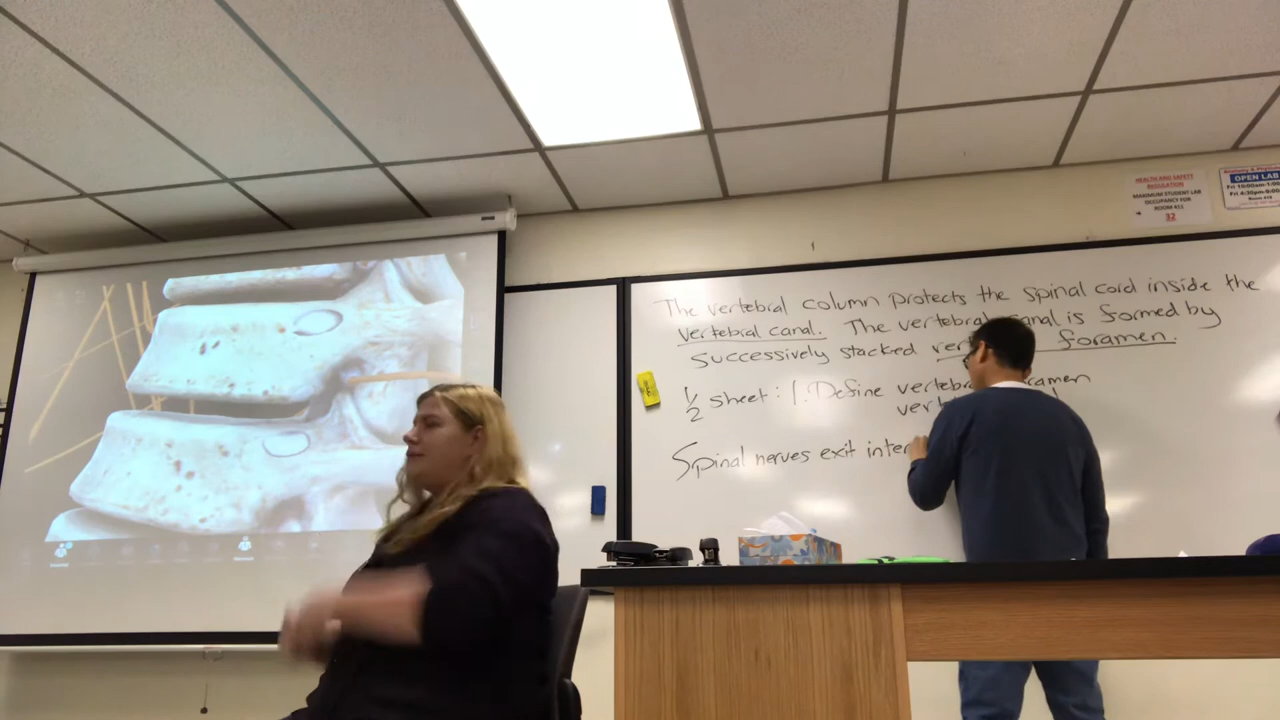 HEALTH AND SAFETY
REGULATION
MAXIMUM STUDENT LAB
OCCUPANCY FOR
ROOM 411
32
Anatomy & Physiology
OPEN LAB
The vertebral column protects the spinal cord inside the
vertebral canal. The vertebral canal is formed by
successively stacked foramen.
1/2 sheet: 1. Define vertebral foramen
Spinal nerves exit inter